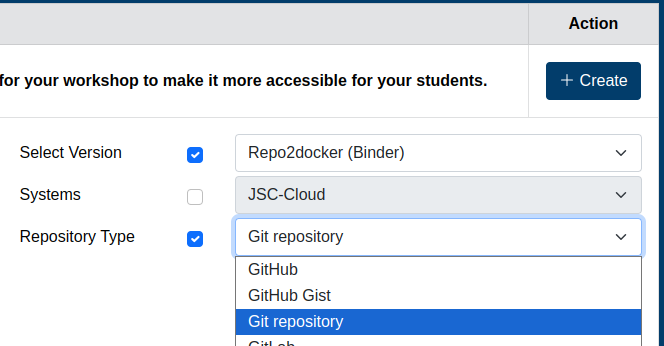 Action
for your workshop to make it more accessible for your students.
+ Create
Select Version
Repo2docker (Binder)
Systems
JSC-Cloud
Repository Type
Git repository
GitHub
GitHub Gist
Git repository
GitLab